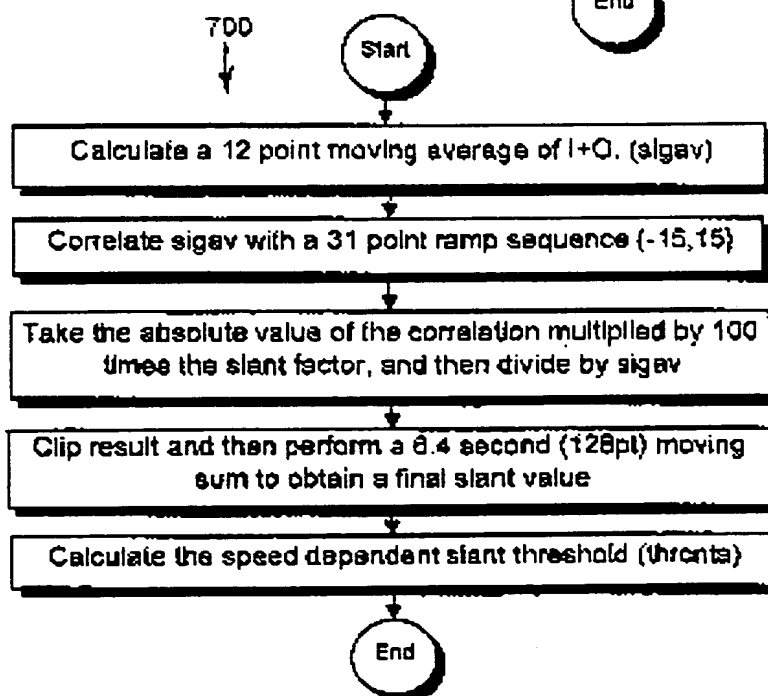 End
700
Start
Calculate a 12 point moving average of I+Q. (sigav)
Correlate sigav with a 31 point ramp sequence {-15,15}
Take the absolute value of the correlation multiplied by 100
times the slant factor, and then divide by sigav
Clip result and then perform a 6.4 second (128pt) moving
sum to obtain a final slant value
Calculate the speed dependent slant threshold
End